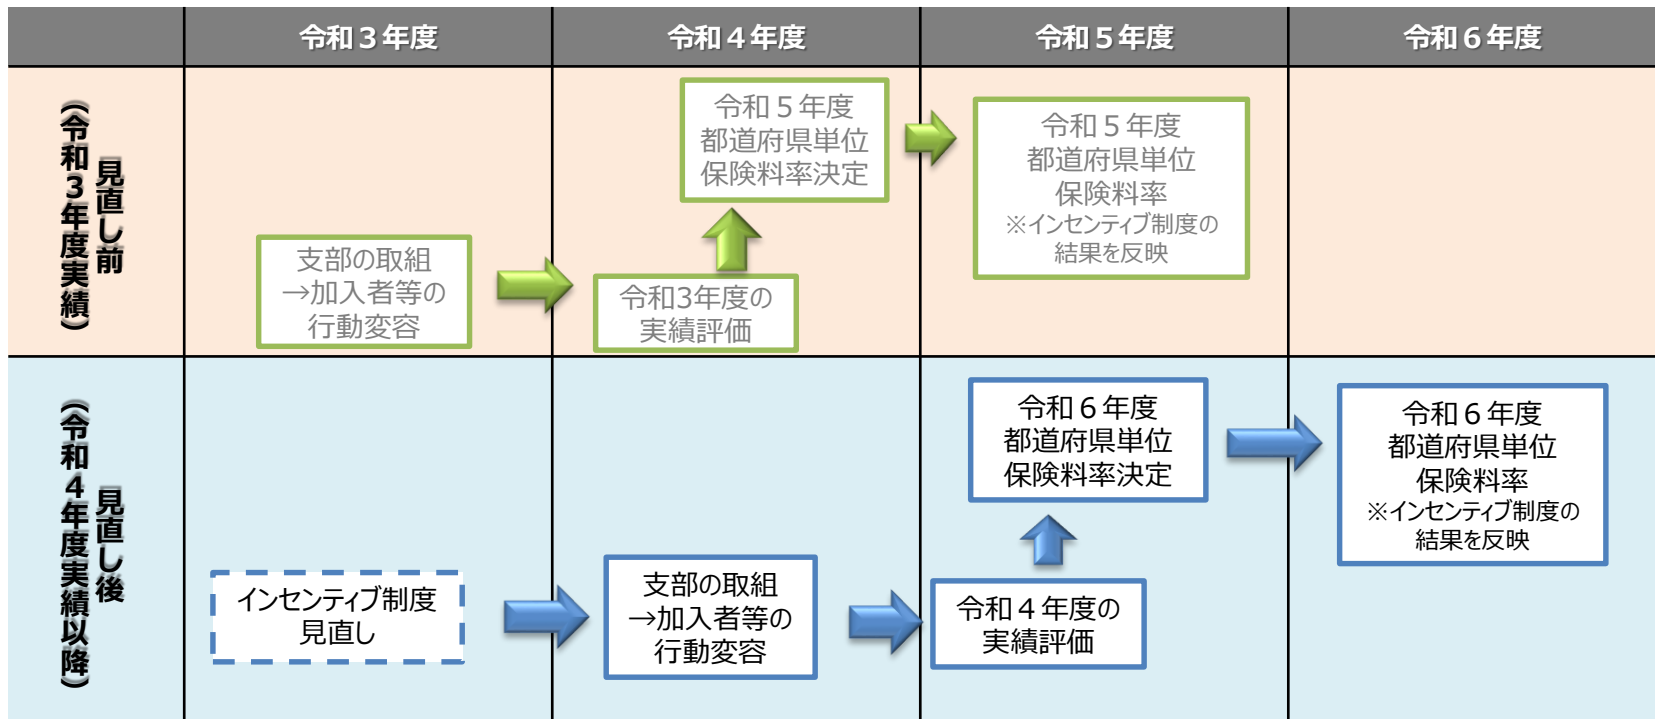 令和３年度
令和４年度
令和５年度
令和６年度
見直し前
（令和３年度実績）
支部の取組
→加入者等の
行動変容
令和3年度の
実績評価
令和５年度
都道府県単位
保険料率決定
令和５年度
都道府県単位
保険料率
※インセンティブ制度の
結果を反映
見直し後
（令和４年度実績以降）
インセンティブ制度
見直し
支部の取組
→加入者等の
行動変容
令和４年度の
実績評価
令和６年度
都道府県単位
保険料率決定
令和６年度
都道府県単位
保険料率
※インセンティブ制度の
結果を反映